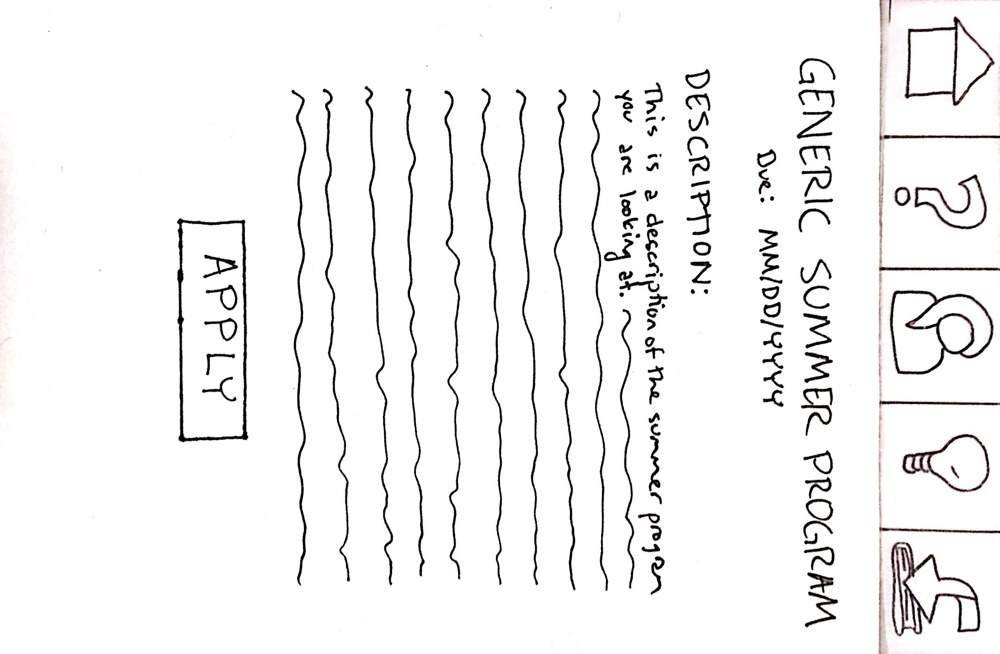 GENERIC SUMMER PROGRAM
Due: MM/DD/YYYY
DESCRIPTION:
This is a description of the summer program
you are looking at.
APPLY